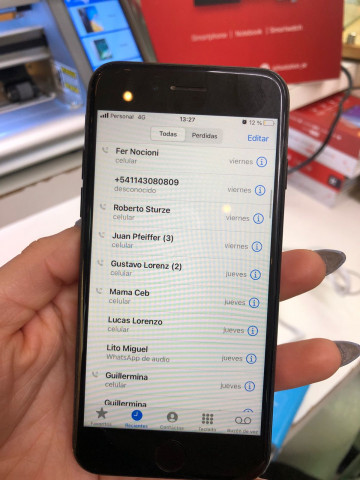 Smartphone | Notebook | Smartwatch
Personal 4G 13:27 12 %
Todas Perdidas Editar
Fer Nocioni
celular viernes
+541143080809
desconocido viernes
Roberto Sturze
celular viernes
Juan Pfeiffer (3)
celular viernes
Gustavo Lorenz (2)
celular jueves
Mama Ceb
celular jueves
Lucas Lorenzo
celular jueves
Lito Miguel
WhatsApp de audio jueves
Guillermina
celular jueves
Guillermina
Favoritos Recientes Contactos Teclado Buzón de voz